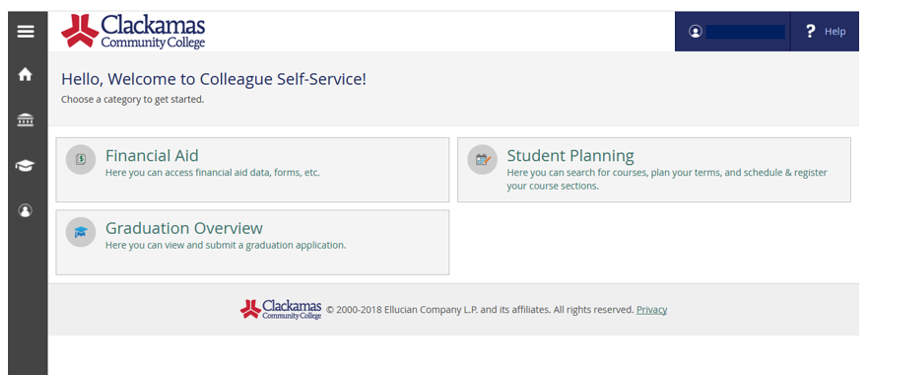 Clackamas
Community College
? Help
Hello, Welcome to Colleague Self-Service!
Choose a category to get started.
Financial Aid
Here you can access financial aid data, forms, etc.
Student Planning
Here you can search for courses, plan your terms, and schedule & register
your course sections.
Graduation Overview
Here you can view and submit a graduation application.
Clackamas
Community College
© 2000-2018 Ellucian Company L.P. and its affiliates. All rights reserved. Privacy